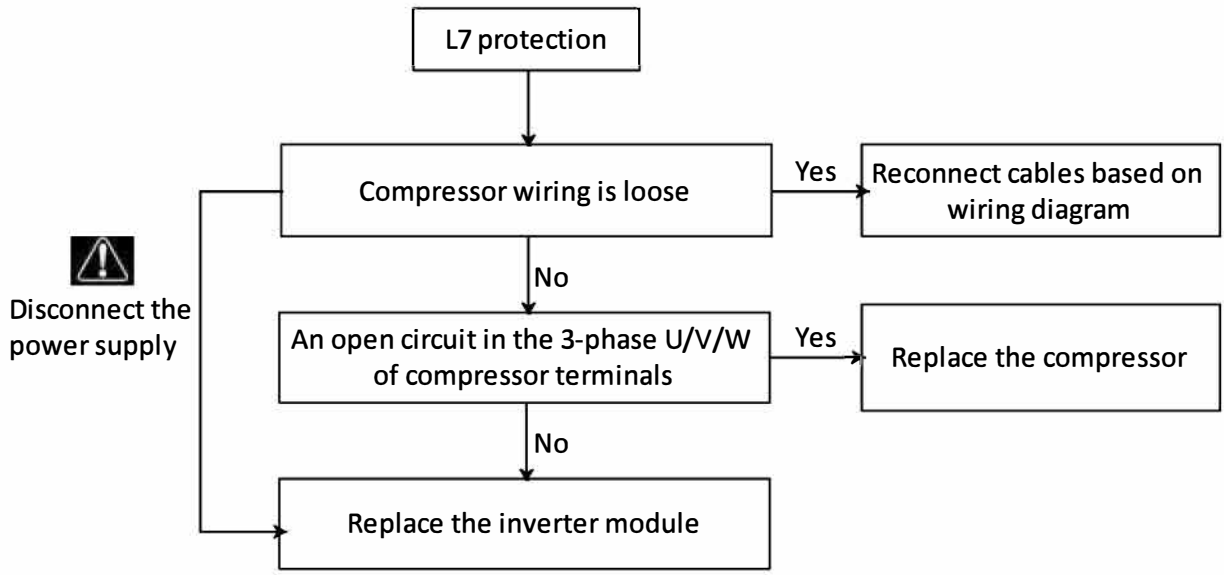 L7 protection
Compressor wiring is loose
Yes
Reconnect cables based on
wiring diagram
Disconnect the
power supply
No
An open circuit in the 3-phase U/V/W
of compressor terminals
Yes
Replace the compressor
No
Replace the inverter module